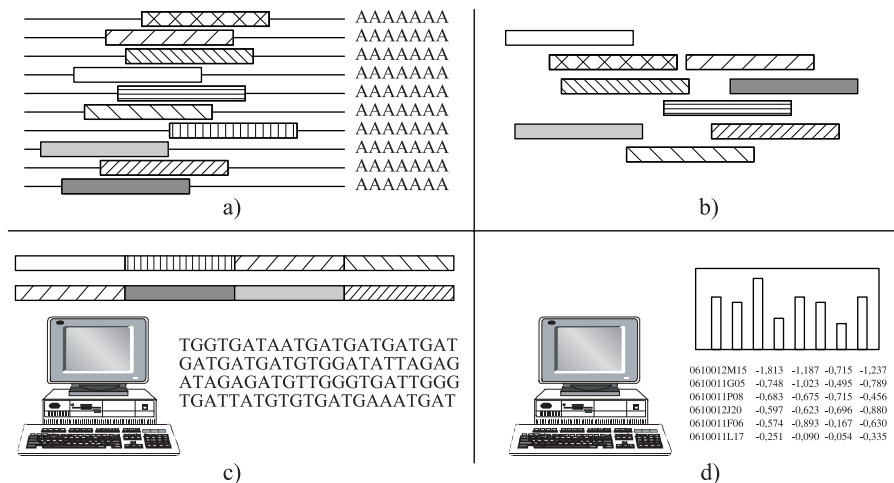 AAAAAAA
AAAAAAA
AAAAAAA
AAAAAAA
AAAAAAA
AAAAAAA
AAAAAAA
AAAAAAA
AAAAAAA
AAAAAAA
a)
b)
TGGTGATAATGATGATGATGAT
GATGATGATGTGGATATTAGAG
ATAGAGATGTTGGGTGATTGGG
TGATTATGTGTGATGAAATGAT
c)
0610012M15 -1,813 -1,187 -0,715 -1,237
0610011G05 -0,748 -1,023 -0,495 -0,789
0610011P08 -0,683 -0,675 -0,715 -0,456
0610012J20 -0,597 -0,623 -0,696 -0,880
0610011F06 -0,574 -0,893 -0,167 -0,630
0610011L17 -0,251 -0,090 -0,054 -0,335
d)